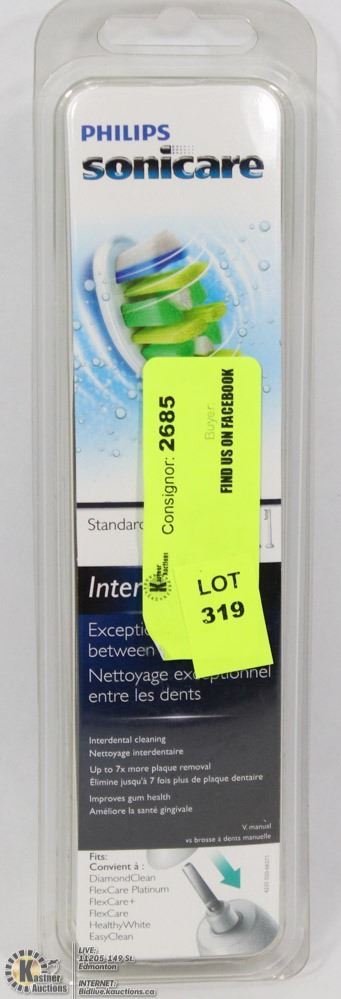 PHILIPS
sonicare
Consignor: 2685
Buyer:
FIND US ON FACEBOOK
Kastner
Auctions
LOT
319
Standard
Inter
Excepti
between
Nettoyage exceptionnel
entre les dents
Interdental cleaning
Nettoyage interdentaire
Up to 7x more plaque removal
Élimine jusqu'à 7 fois plus de plaque dentaire
Improves gum health
Améliore la santé gingivale
V. manual
vs brosse à dents manuelle
Fits:
Convient à :
DiamondClean
FlexCare Platinum
FlexCare+
FlexCare
HealthyWhite
EasyClean
Kastner
Auctions
LIVE:
11205-149 St.
Edmonton
INTERNET:
Bidlive.kauctions.ca